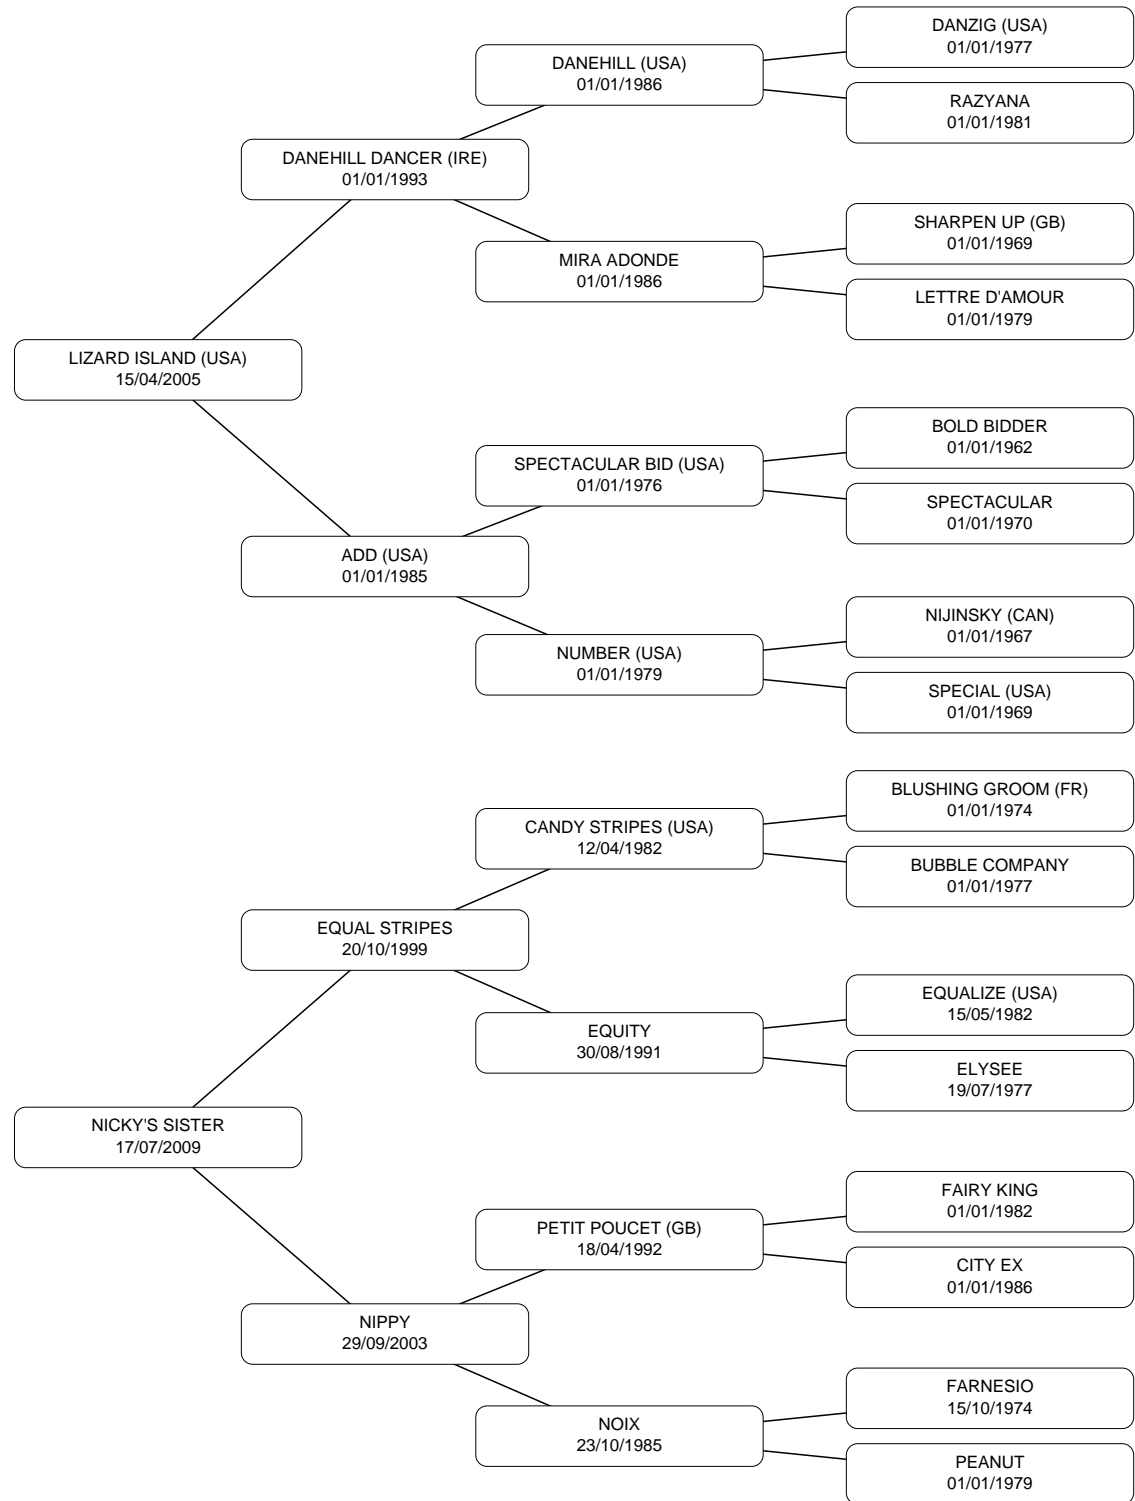 DANZIG (USA)
01/01/1977
DANEHILL (USA)
01/01/1986
RAZYANA
01/01/1981
DANEHILL DANCER (IRE)
01/01/1993
SHARPEN UP (GB)
01/01/1969
MIRA ADONDE
01/01/1986
LETTRE D'AMOUR
01/01/1979
LIZARD ISLAND (USA)
15/04/2005
BOLD BIDDER
01/01/1962
SPECTACULAR BID (USA)
01/01/1976
SPECTACULAR
01/01/1970
ADD (USA)
01/01/1985
NIJINSKY (CAN)
01/01/1967
NUMBER (USA)
01/01/1979
SPECIAL (USA)
01/01/1969
BLUSHING GROOM (FR)
01/01/1974
CANDY STRIPES (USA)
12/04/1982
BUBBLE COMPANY
01/01/1977
EQUAL STRIPES
20/10/1999
EQUALIZE (USA)
15/05/1982
EQUITY
30/08/1991
ELYSEE
19/07/1977
NICKY'S SISTER
17/07/2009
FAIRY KING
01/01/1982
PETIT POUCET (GB)
18/04/1992
CITY EX
01/01/1986
NIPPY
29/09/2003
FARNESIO
15/10/1974
NOIX
23/10/1985
PEANUT
01/01/1979